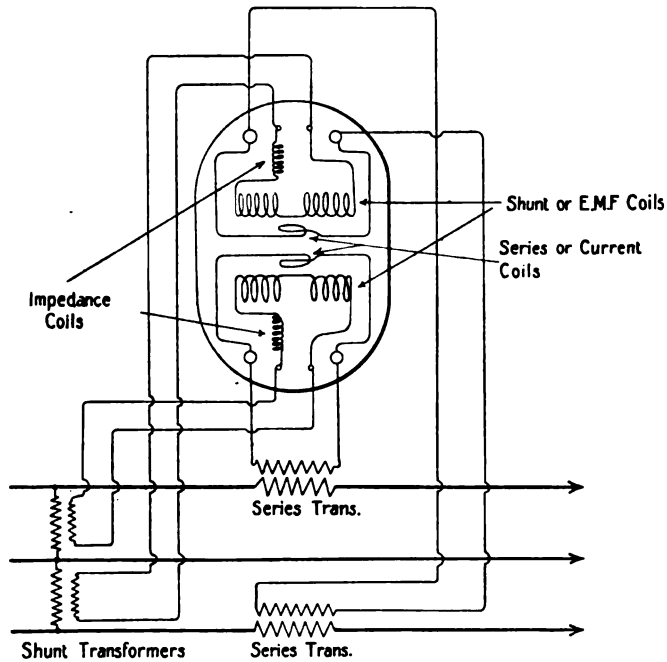 Shunt or E.M.F Coils
Series or Current
Coils
Impedance
Coils
Series Trans.
Shunt Transformers
Series Trans.